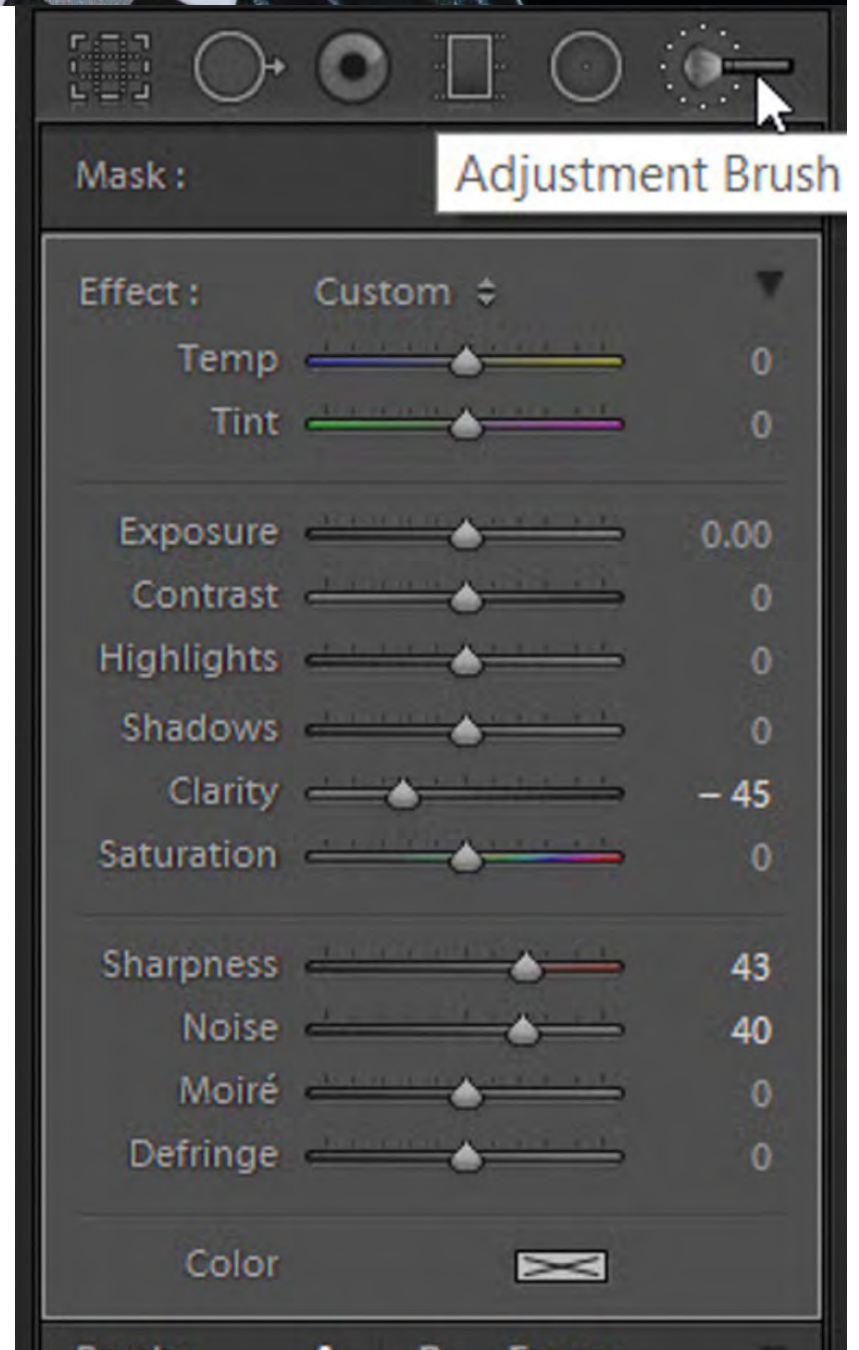 Adjustment Brush
Mask :
Effect : Custom
Temp 0
Tint 0
Exposure 0.00
Contrast 0
Highlights 0
Shadows 0
Clarity – 45
Saturation 0
Sharpness 43
Noise 40
Moiré 0
Defringe 0
Color